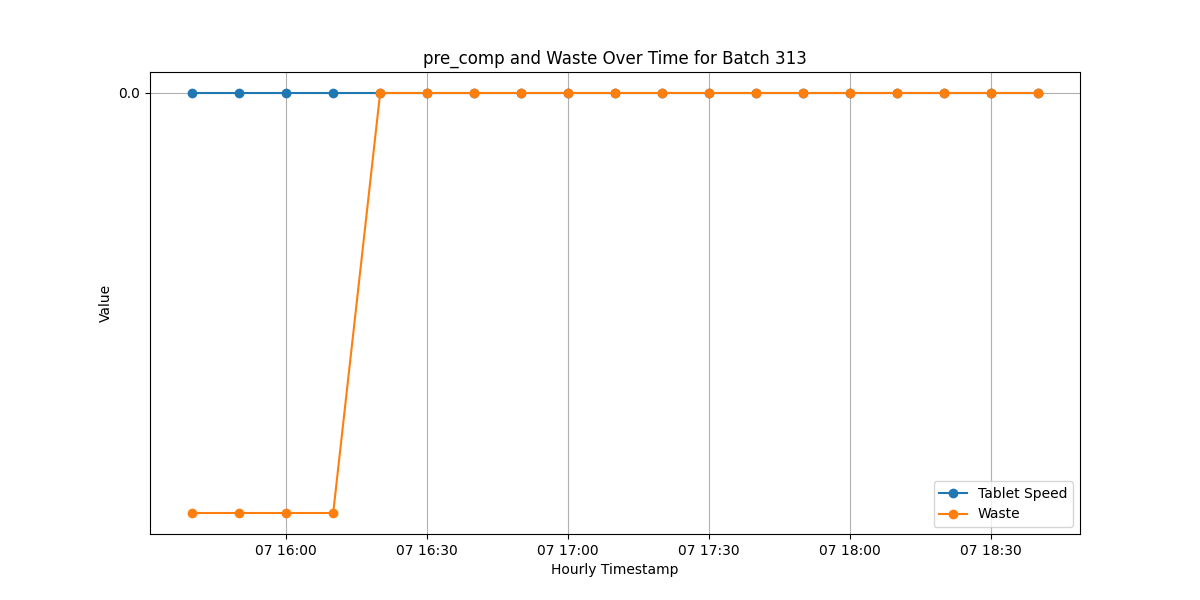 pre_comp and Waste Over Time for Batch 313
0.0
Value
Tablet Speed
Waste
07 16:00 07 16:30 07 17:00 07 17:30 07 18:00 07 18:30
Hourly Timestamp